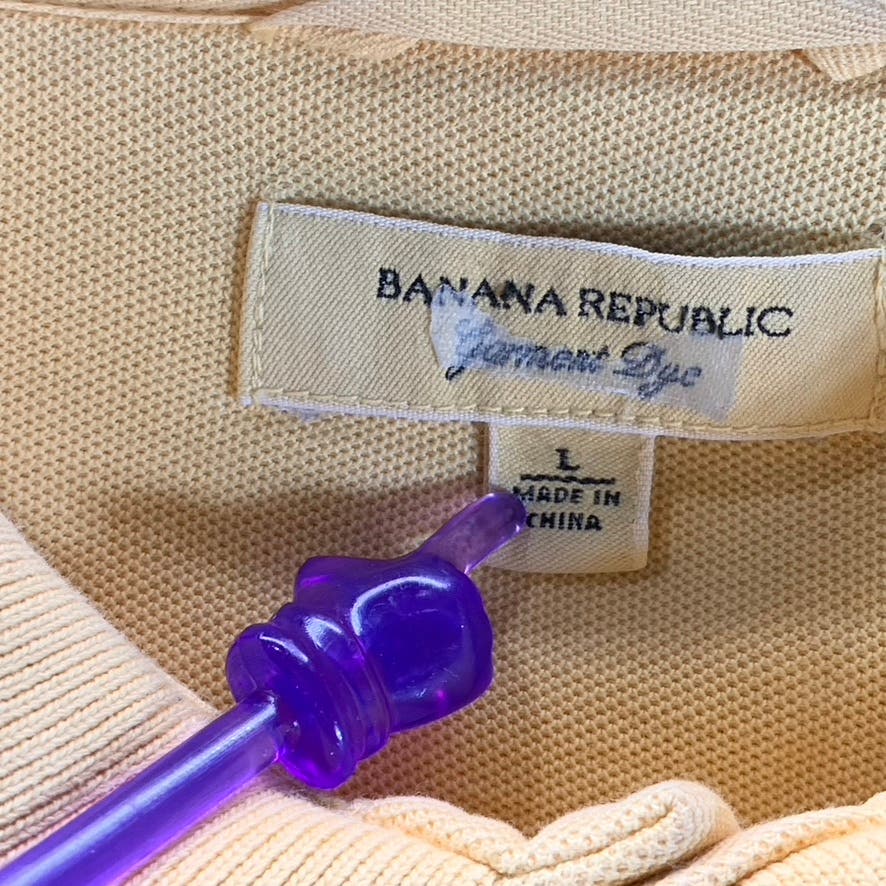 BANANA REPUBLIC
Garment Dye
L
MADE IN
CHINA